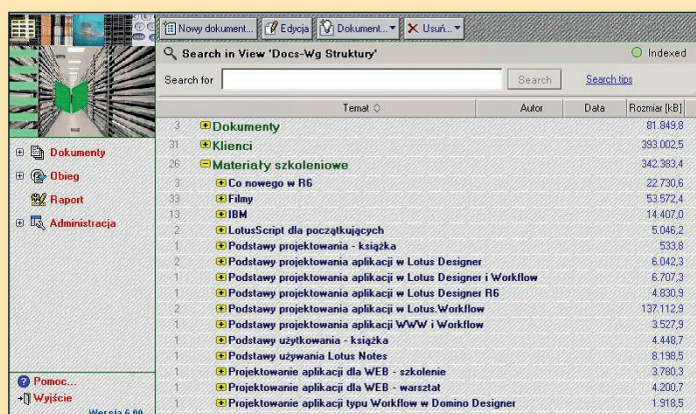 Nowy dokument... Edycja Dokument... Usuń...
Search in View 'Docs-Wg Struktury' Indexed
Search for Search Search tips
Temat Autor Data Rozmiar [kB]
3 Dokumenty 81.849,8
31 Klienci 393.002,5
26 Materiały szkoleniowe 342.383,4
3 Co nowego w R6 22.730,6
33 Filmy 53.572,4
13 IBM 14.407,0
2 LotusScript dla początkujących 5.046,2
1 Podstawy projektowania - książka 533,8
2 Podstawy projektowania aplikacji w Lotus Designer 6.042,3
1 Podstawy projektowania aplikacji w Lotus Designer i Workflow 6.707,3
1 Podstawy projektowania aplikacji w Lotus Designer R6 4.830,9
2 Podstawy projektowania aplikacji w Lotus.Workflow 137.112,9
1 Podstawy projektowania aplikacji WWW i Workflow 3.527,9
1 Podstawy użytkowania - książka 4.448,7
1 Podstawy używania Lotus Notes 8.198,5
1 Projektowanie aplikacji dla WEB - szkolenie 3.780,3
1 Projektowanie aplikacji dla WEB - warsztat 4.200,7
1 Projektowanie aplikacji typu Workflow w Domino Designer 1.918,5
Dokumenty
Obieg
Raport
Administracja
Pomoc...
Wyjście
Wersja 6.00